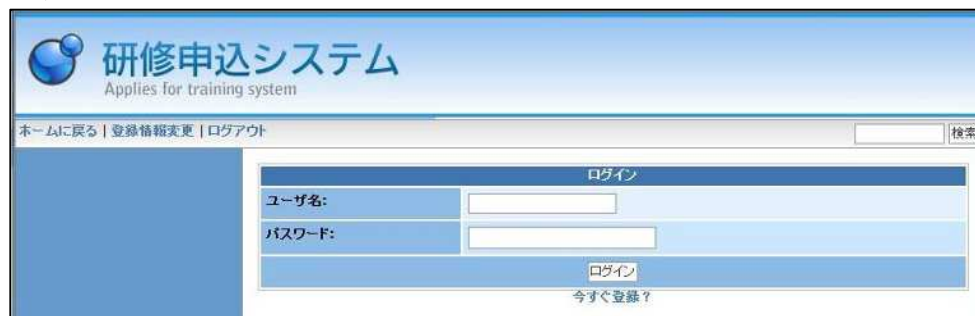 研修申込システム
Applies for training system
ホームに戻る | 登録情報変更 | ログアウト
検索
ログイン
ユーザ名:
パスワード:
ログイン
今すぐ登録？